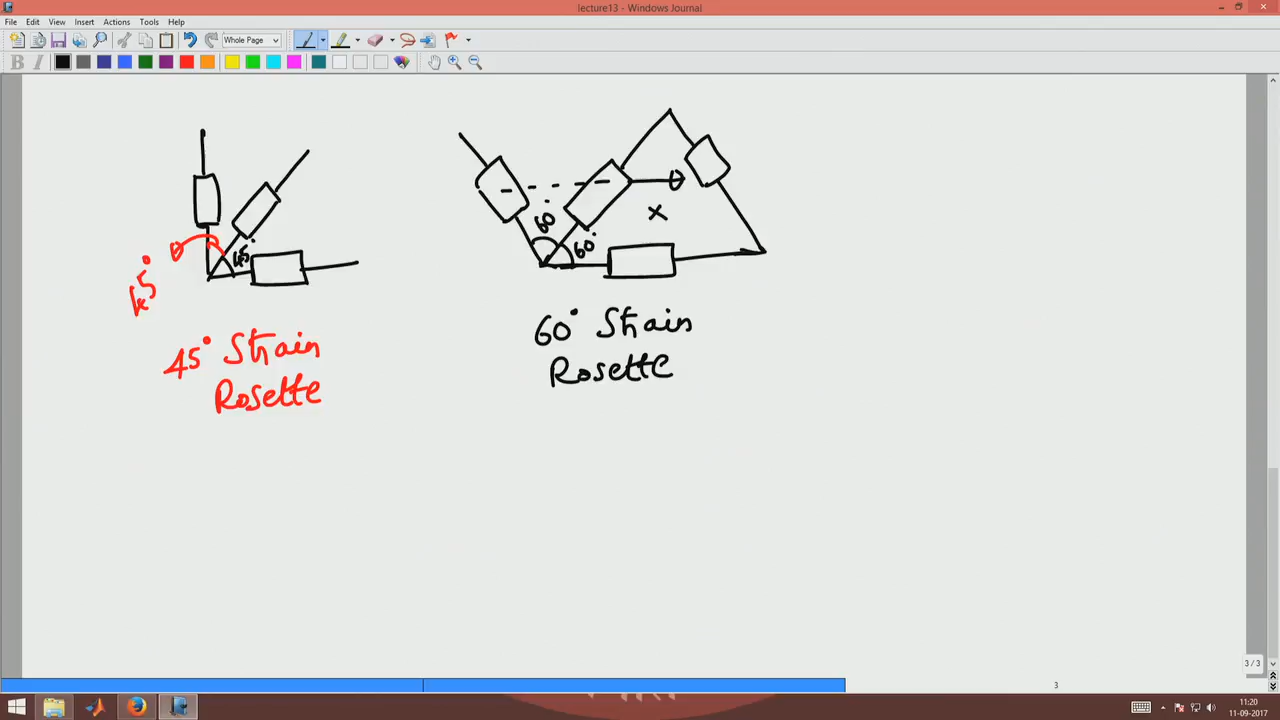 lecture13 - Windows Journal
File Edit View Insert Actions Tools Help
Whole Page
B I
45°
60°
60°
45°
45° Strain
Rosette
60° Strain
Rosette
3 / 3
3
11:20
11-09-2017